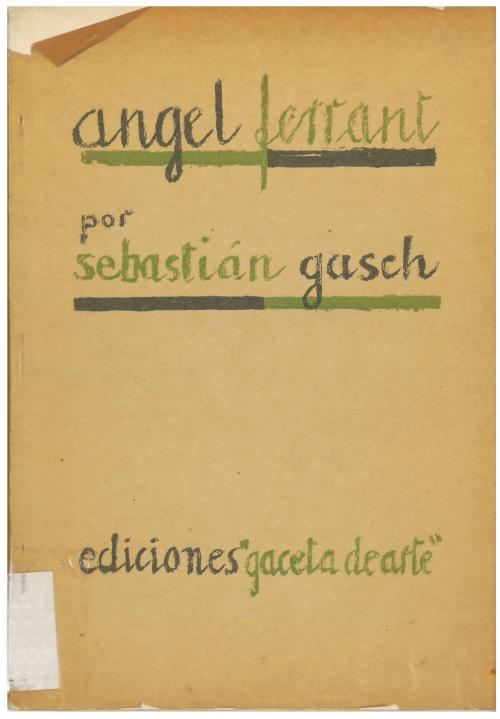 angel ferrant
por
sebastián gasch
ediciones "gaceta de arte"